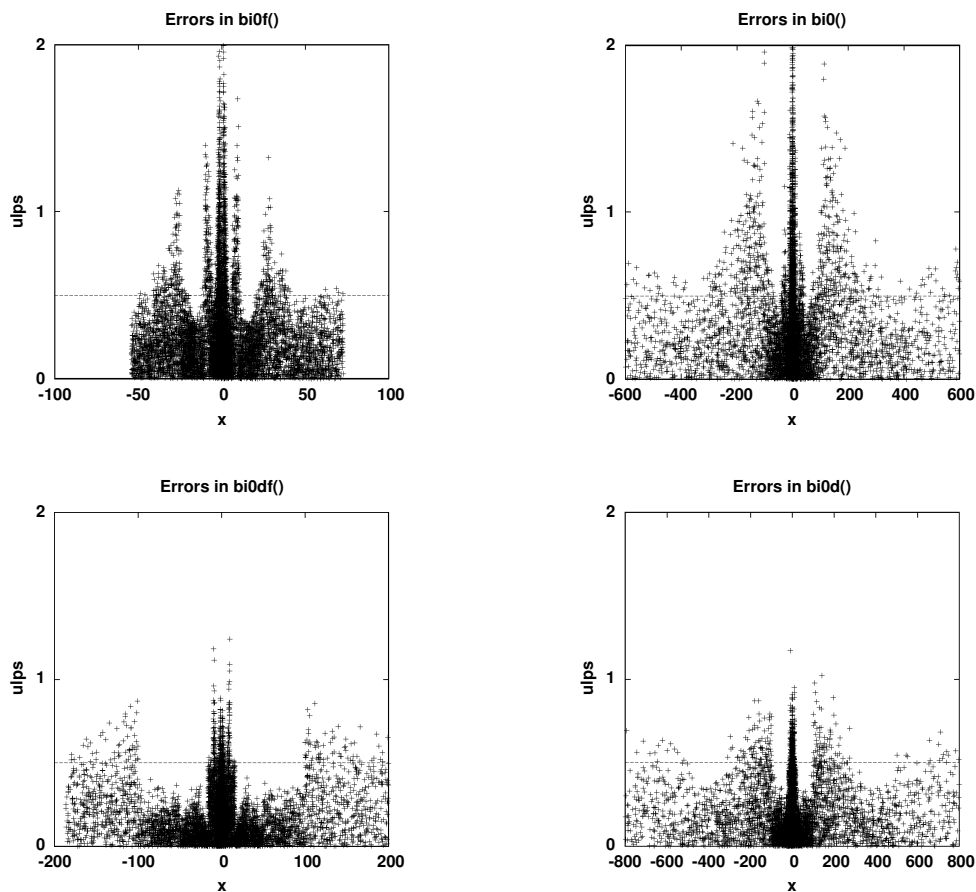 Errors in bi0f()
2
1
0
ulps
-100 -50 0 50 100
x
Errors in bi0()
2
1
0
ulps
-600 -400 -200 0 200 400 600
x
Errors in bi0df()
2
1
0
ulps
-200 -100 0 100 200
x
Errors in bi0d()
2
1
0
ulps
-800 -600 -400 -200 0 200 400 600 800
x